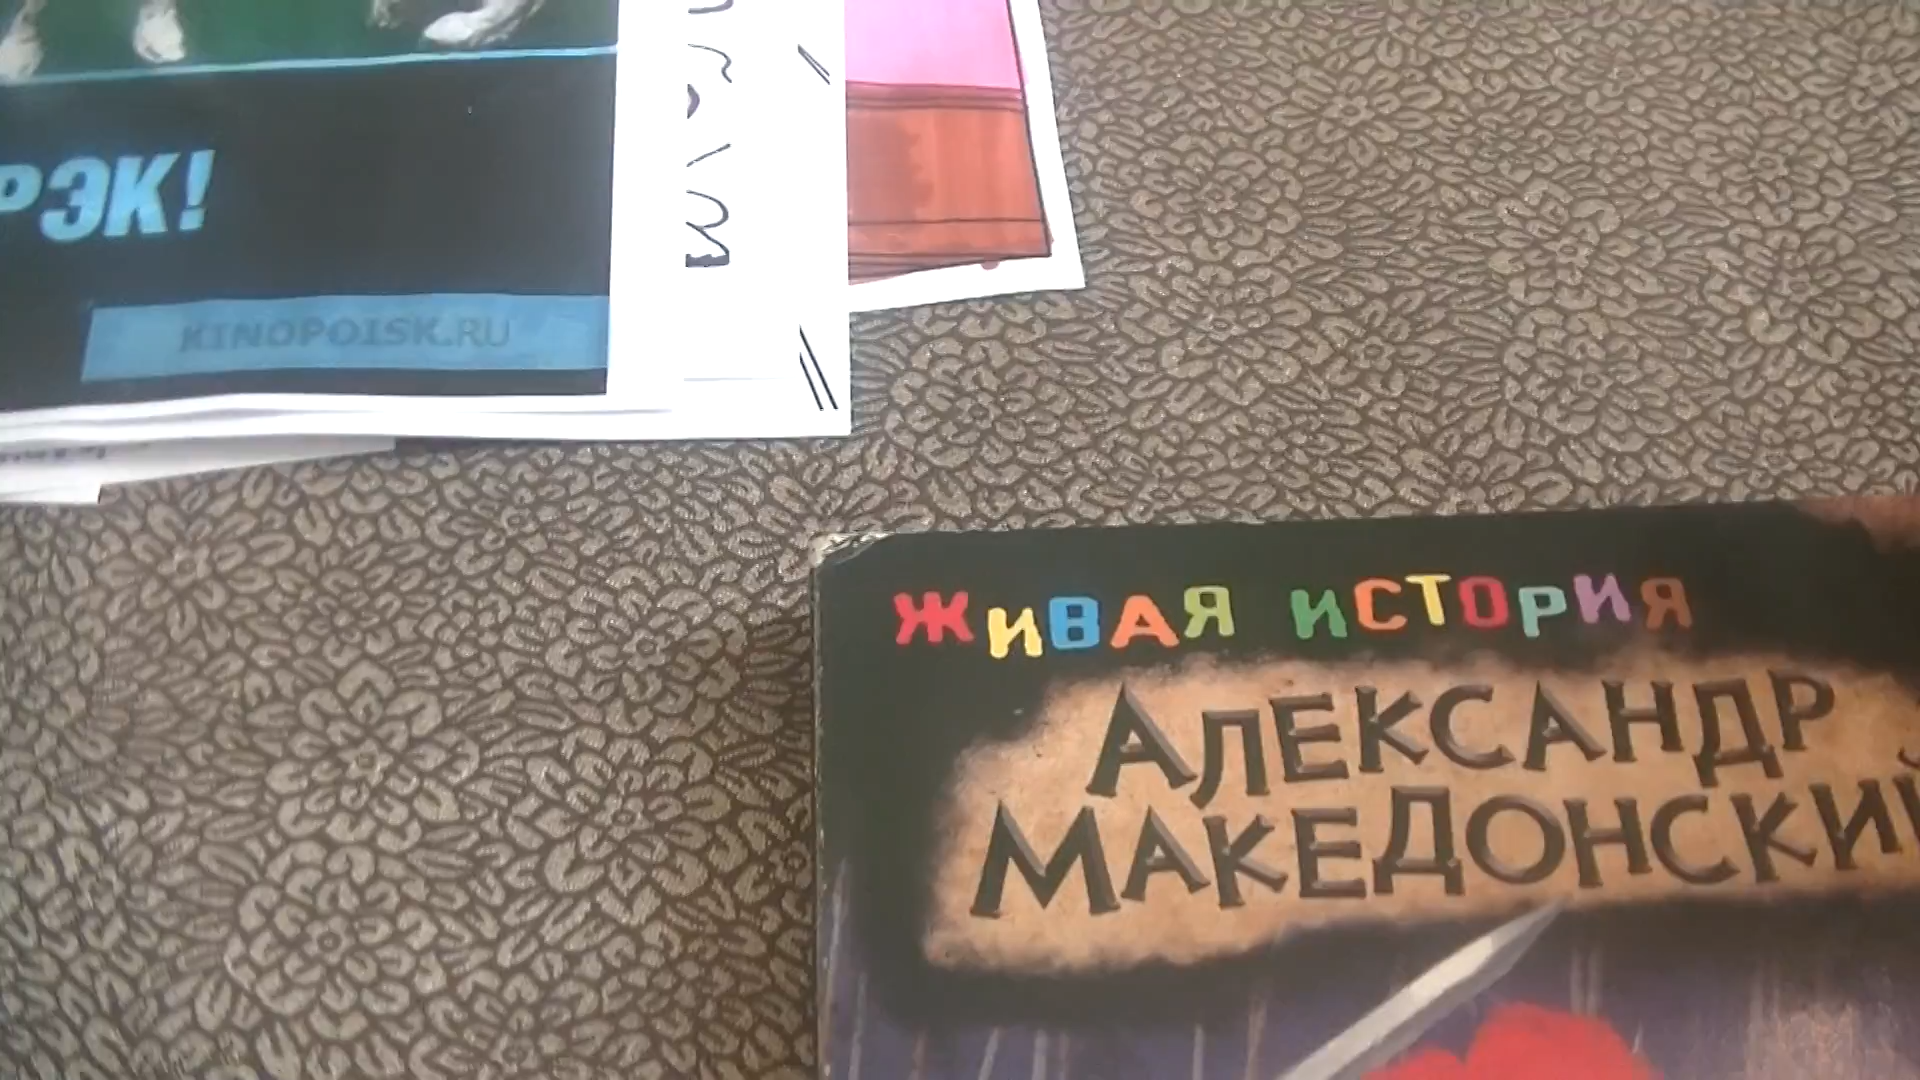 РЭК!
KINOPOISK.RU
ЖИВАЯ ИСТОРИЯ
АЛЕКСАНДР
МАКЕДОНСКИЙ